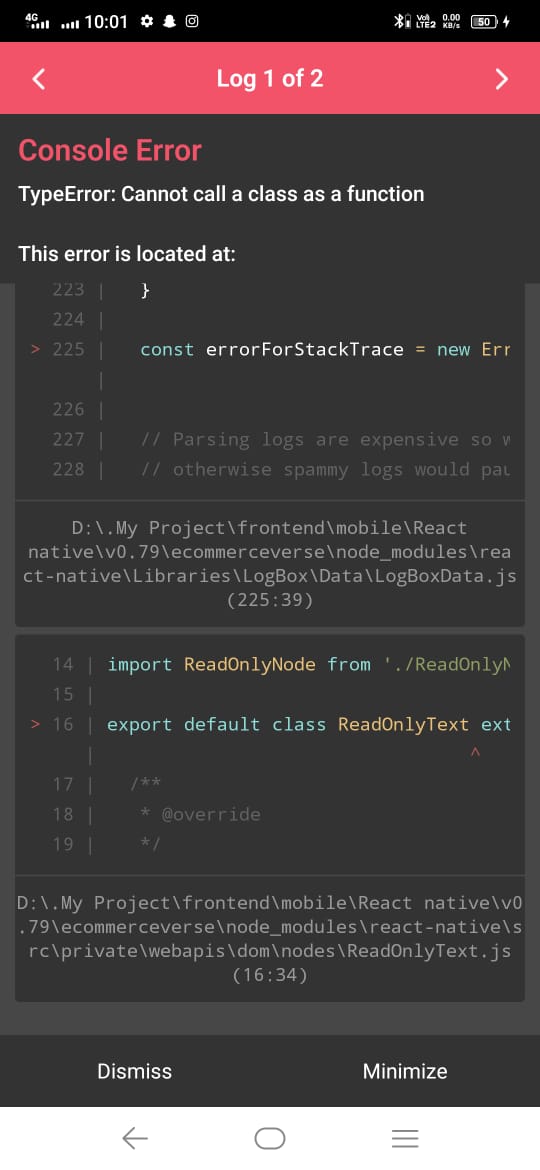 4G 10:01 Vo) LTE2 0.00 KB/s 50
Log 1 of 2
Console Error
TypeError: Cannot call a class as a function
This error is located at:
223 | }
224 |
> 225 | const errorForStackTrace = new Err
|
226 |
227 | // Parsing logs are expensive so w
228 | // otherwise spammy logs would pau
D:\.My Project\frontend\mobile\React
native\v0.79\ecommerceverse\node_modules\rea
ct-native\Libraries\LogBox\Data\LogBoxData.js
(225:39)
14 | import ReadOnlyNode from './ReadOnlyN
15 |
> 16 | export default class ReadOnlyText ext
| ^
17 | /**
18 | * @override
19 | */
D:\.My Project\frontend\mobile\React native\v0
.79\ecommerceverse\node_modules\react-native\s
rc\private\webapis\dom\nodes\ReadOnlyText.js
(16:34)
Dismiss Minimize